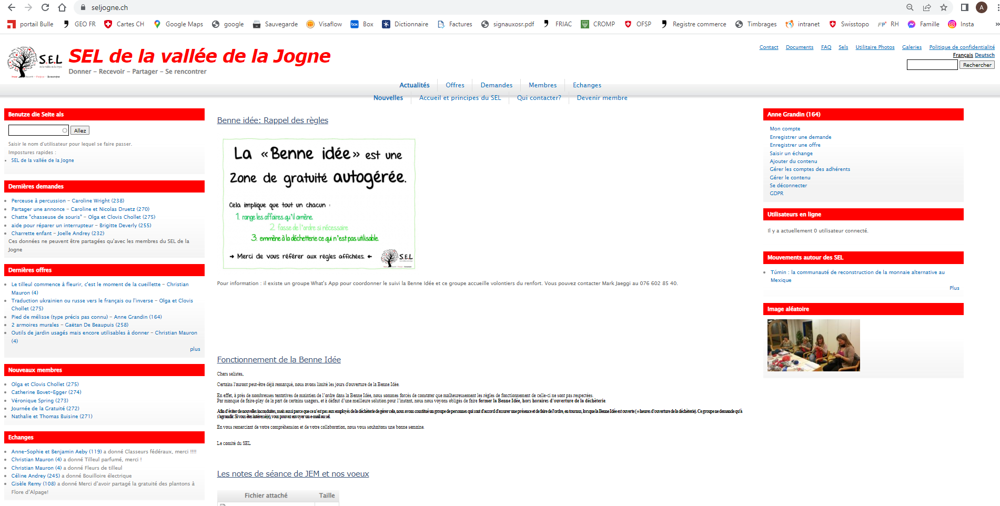 seljogne.ch
portail Bulle GEO FR Cartes CH Google Maps google Sauvegarde Visaflow Box Dictionnaire Factures signauxosr.pdf FRIAC CROMP OFSP Registre commerce Timbrages intranet Swisstopo RH Famille Insta »
SEL de la vallée de la Jogne
Donner – Recevoir – Partager – Se rencontrer
S.E.L
Contact Documents FAQ Sels Utilitaire Photos Galeries Politique de confidentialité
Français Deutsch
Rechercher
Actualités Offres Demandes Membres Echanges
Nouvelles Accueil et principes du SEL Qui contacter? Devenir membre
Benutze die Seite als
Allez
Saisir le nom d'utilisateur pour lequel se faire passer.
Impostures rapides :
SEL de la vallée de la Jogne
Dernières demandes
Perceuse à percussion – Caroline Wright (238)
Partager une annonce – Caroline et Nicolas Druetz (270)
Chatte "chasseuse de souris" – Olga et Clovis Chollet (275)
aide pour réparer un interrupteur – Brigitte Deverly (255)
Charrette enfant – Joelle Andrey (232)
Ces données ne peuvent être partagées qu'avec les membres du SEL de la
Jogne
Dernières offres
Le tilleul commence à fleurir, c'est le moment de la cueillette – Christian
Mauron (4)
Traduction ukrainien ou russe vers le français ou l'inverse – Olga et Clovis
Chollet (275)
Pied de mélisse (type précis pas connu) – Anne Grandin (164)
2 armoires murales – Gaëtan De Beaupuis (258)
Outils de jardin usagés mais encore utilisables à donner – Christian Mauron
(4)
plus
Nouveaux membres
Olga et Clovis Chollet (275)
Catherine Bovet-Egger (274)
Véronique Spring (273)
Journée de la Gratuité (272)
Nathalie et Thomas Buisine (271)
Echanges
Anne-Sophie et Benjamin Aeby (119) a donné Classeurs fédéraux, merci !!!!
Christian Mauron (4) a donné Tilleul parfumé, merci !
Christian Mauron (4) a donné Fleurs de tilleul
Céline Andrey (245) a donné Bouilloire électrique
Gisèle Remy (108) a donné Merci d'avoir partagé la gratuité des plantons à
Flore d'Alpage!
Benne idée: Rappel des règles
La «Benne idée» est une
Zone de gratuité autogérée.
Cela implique que tout un chacun :
1. range les affaires qu'il amène.
2. fasse de l'ordre si nécessaire
3. emmène à la déchetterie ce qui n'est pas utilisable.
→ Merci de vous référer aux règles affichées. ←
S.E.L
Pour information : il existe un groupe What's App pour coordonner le suivi la Benne Idée et ce groupe accueille volontiers du renfort. Vous pouvez contacter Mark Jaeggi au 076 602 85 40.
Fonctionnement de la Benne Idée
Chers selistes,
Certains l'auront peut-être déjà remarqué, nous avons limité les jours d'ouverture de la Benne Idée.
En effet, à près de nombreuses tentatives de maintien de l'ordre dans la Benne Idée, nous sommes forcés de constater que malheureusement les règles de fonctionnement de celle-ci ne sont pas respectées.
Par manque de faire-play de la part de certains usagers, et à défaut d'une meilleure solution pour l'instant, nous nous voyons obligés de faire fermer la Benne Idée, hors horaires d'ouverture de la déchèterie.
Afin d'éviter de nouvelles inconduites, mais aussi parce que ce n'est pas aux employés de la déchèterie de gérer cela, nous avons constitué un groupe de personnes qui sont d'accord d'assurer une présence et de faire de l'ordre, en tournus, lorsque la Benne Idée est ouverte (= heures d'ouverture de la déchèterie). Ce groupe ne demande qu'à
s'agrandir. Si vous êtes intéressé(e), vous pouvez envoyer un e-mail au sel.
En vous remerciant de votre compréhension et de votre collaboration, nous vous souhaitons une bonne semaine.
Le comité du SEL
Les notes de séance de JEM et nos voeux
Fichier attaché Taille
Anne Grandin (164)
Mon compte
Enregistrer une demande
Enregistrer une offre
Saisir un échange
Ajouter du contenu
Gérer les comptes des adhérents
Gérer le contenu
Se déconnecter
GDPR
Utilisateurs en ligne
Il y a actuellement 0 utilisateur connecté.
Mouvements autour des SEL
Túmin : la communauté de reconstruction de la monnaie alternative au
Mexique
Plus
Image aléatoire